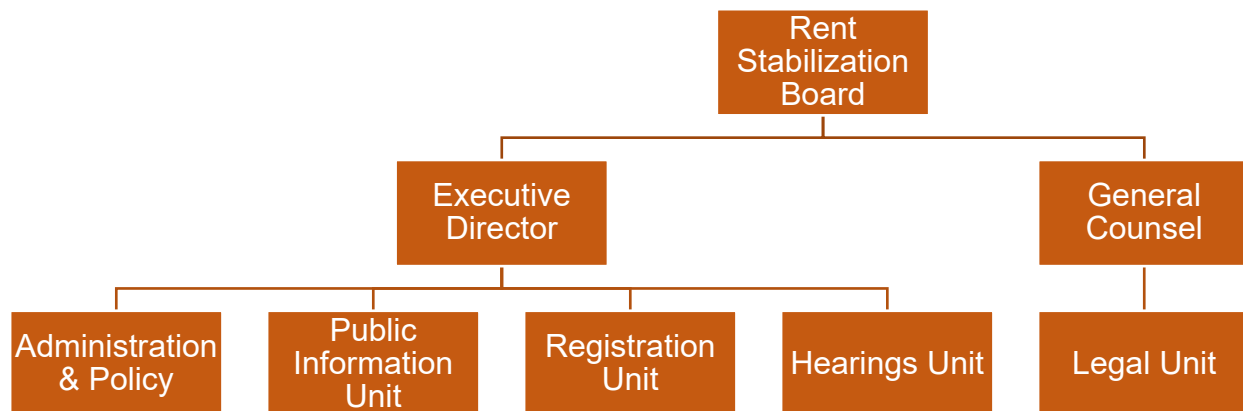 Rent
Stabilization
Board
Executive
Director
General
Counsel
Administration
& Policy
Public
Information
Unit
Registration
Unit
Hearings Unit
Legal Unit